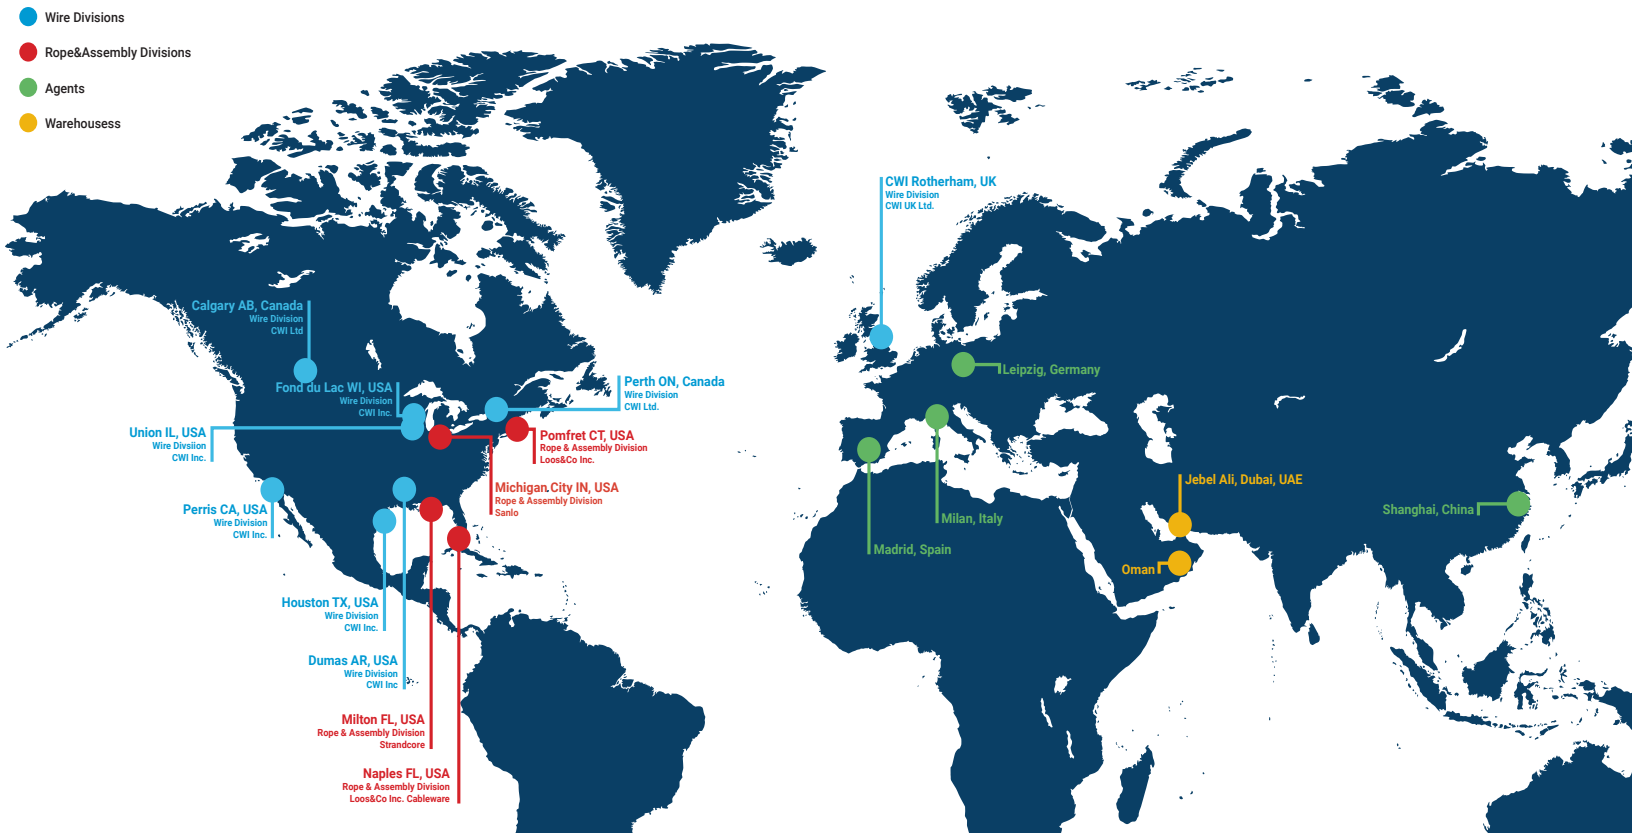 Wire Divisions
Rope&Assembly Divisions
Agents
Warehousess
CWI Rotherham, UK
Wire Division
CWI UK Ltd.
Calgary AB, Canada
Wire Division
CWI Ltd
Fond du Lac WI, USA
Wire Division
CWI Inc.
Perth ON, Canada
Wire Division
CWI Ltd.
Leipzig, Germany
Union IL, USA
Wire Divsiion
CWI Inc.
Pomfret CT, USA
Rope & Assembly Division
Loos&Co Inc.
Michigan City IN, USA
Rope & Assembly Division
Sanlo
Perris CA, USA
Wire Division
CWI Inc.
Jebel Ali, Dubai, UAE
Shanghai, China
Milan, Italy
Madrid, Spain
Oman
Houston TX, USA
Wire Division
CWI Inc.
Dumas AR, USA
Wire Division
CWI Inc
Milton FL, USA
Rope & Assembly Division
Strandcore
Naples FL, USA
Rope & Assembly Division
Loos&Co Inc. Cableware